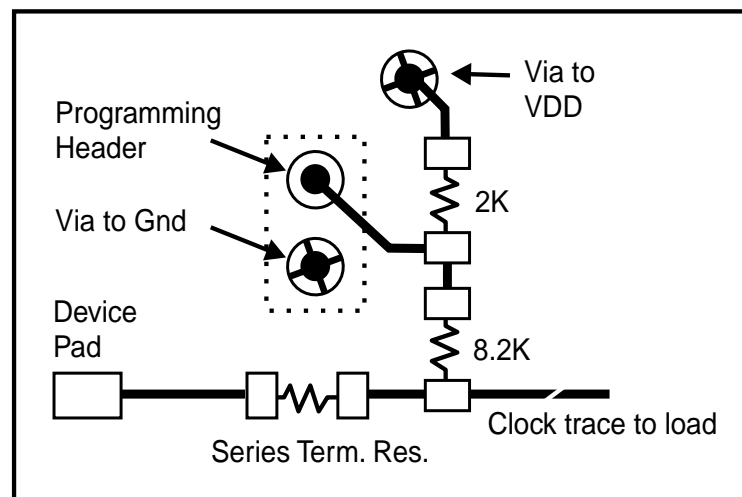 Via to
VDD
Programming
Header
2K
Via to Gnd
Device
Pad
8.2K
Clock trace to load
Series Term. Res.